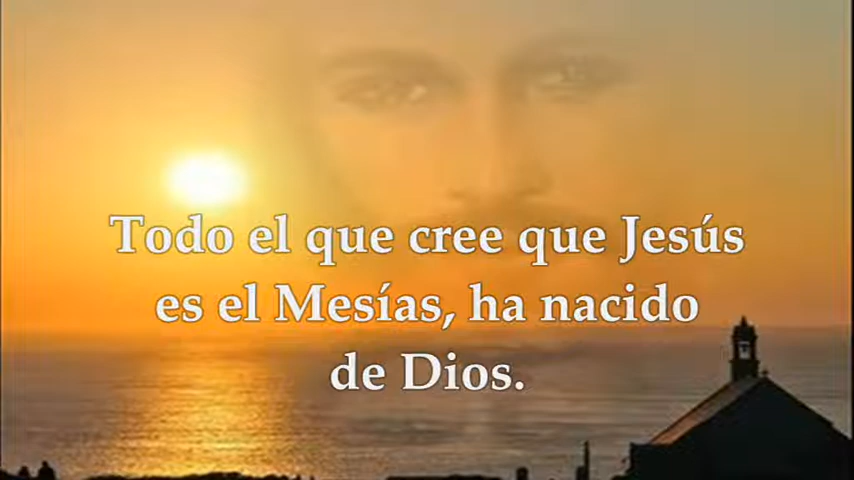 Todo el que cree que Jesús
es el Mesías, ha nacido
de Dios.